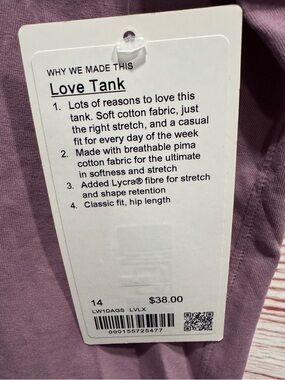 WHY WE MADE THIS
Love Tank
1. Lots of reasons to love this
tank. Soft cotton fabric, just
the right stretch, and a casual
fit for every day of the week
2. Made with breathable pima
cotton fabric for the ultimate
in softness and stretch
3. Added Lycra® fibre for stretch
and shape retention
4. Classic fit, hip length
14 $38.00
LW1DAGS LVLX
000155725477